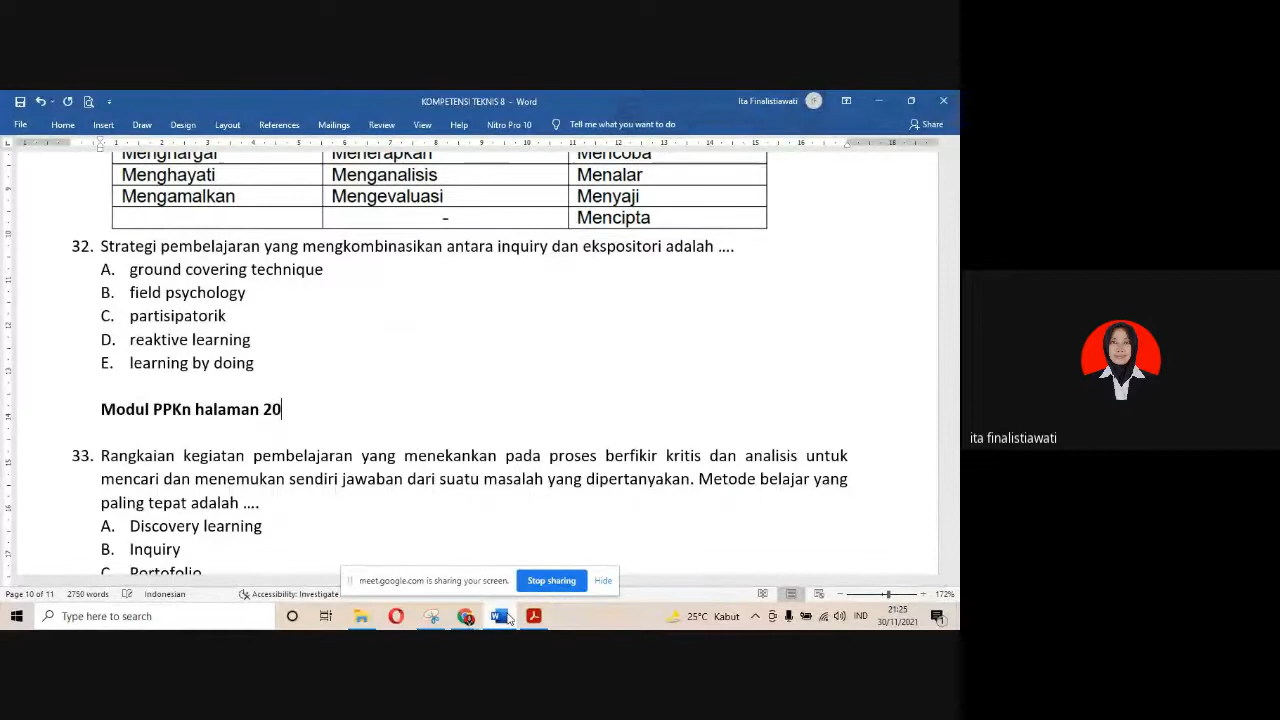 KOMPETENSI TEKNIS 8 - Word
Ita Finalistiawati
File Home Insert Draw Design Layout References Mailings Review View Help Nitro Pro 10 Tell me what you want to do Share
Menghargai Menerapkan Mencoba
Menghayati Menganalisis Menalar
Mengamalkan Mengevaluasi Menyaji
- Mencipta
32. Strategi pembelajaran yang mengkombinasikan antara inquiry dan ekspositori adalah ....
A. ground covering technique
B. field psychology
C. partisipatorik
D. reaktive learning
E. learning by doing
Modul PPKn halaman 20
33. Rangkaian kegiatan pembelajaran yang menekankan pada proses berfikir kritis dan analisis untuk
mencari dan menemukan sendiri jawaban dari suatu masalah yang dipertanyakan. Metode belajar yang
paling tepat adalah ....
A. Discovery learning
B. Inquiry
C. Portofolio
ita finalistiawati
meet.google.com is sharing your screen. Stop sharing Hide
Page 10 of 11 2750 words Indonesian Accessibility: Investigate 172%
Type here to search 25°C Kabut IND 21:25
30/11/2021